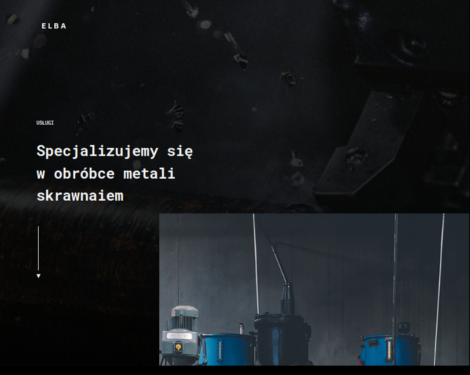 ELBA
USŁUGI
Specjalizujemy się
w obróbce metali
skrawnaiem